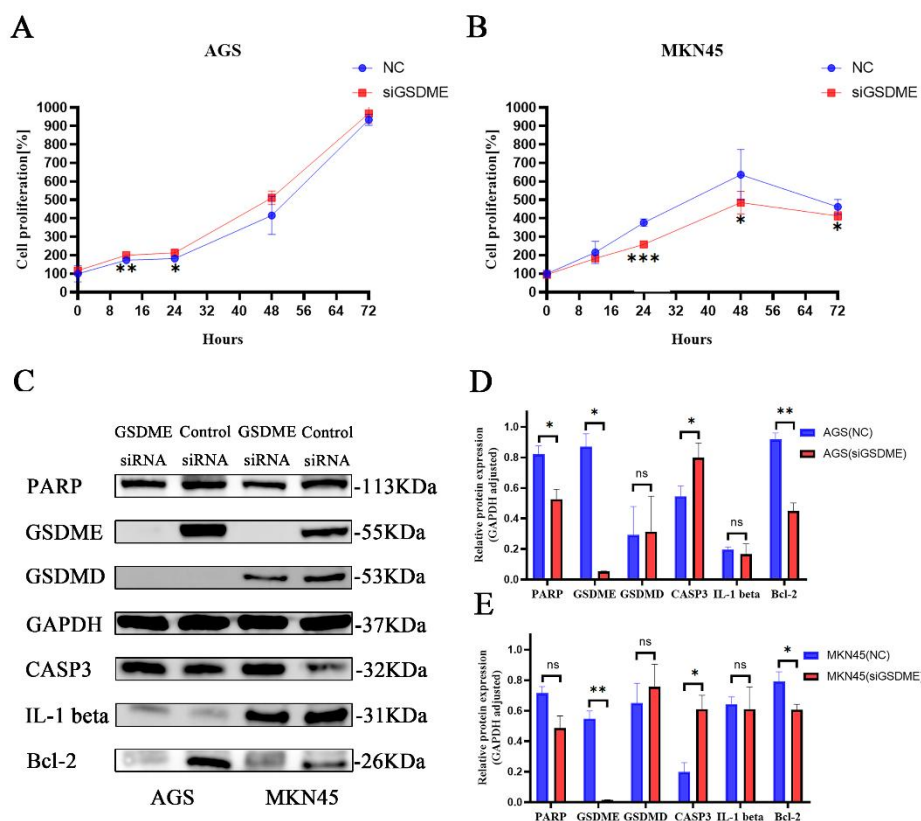 A
AGS
NC
siGSDME
Cell proliferation[%]
1000
900
800
700
600
500
400
300
200
100
** *
0 8 16 24 32 40 48 56 64 72
Hours
B
MKN45
NC
siGSDME
Cell proliferation[%]
1000
900
800
700
600
500
400
300
200
100
*** * *
0 8 16 24 32 40 48 56 64 72
Hours
C
GSDME Control GSDME Control
siRNA siRNA siRNA siRNA
PARP -113KDa
GSDME -55KDa
GSDMD -53KDa
GAPDH -37KDa
CASP3 -32KDa
IL-1 beta -31KDa
Bcl-2 -26KDa
AGS MKN45
D
AGS(NC)
AGS(siGSDME)
Relative protein expression
(GAPDH adjusted)
1.0
0.8
0.6
0.4
0.2
0.0
* * ns * ns **
PARP GSDME GSDMD CASP3 IL-1 beta Bcl-2
E
MKN45(NC)
MKN45(siGSDME)
Relative protein expression
(GAPDH adjusted)
1.0
0.8
0.6
0.4
0.2
0.0
ns ** ns * ns *
PARP GSDME GSDMD CASP3 IL-1 beta Bcl-2